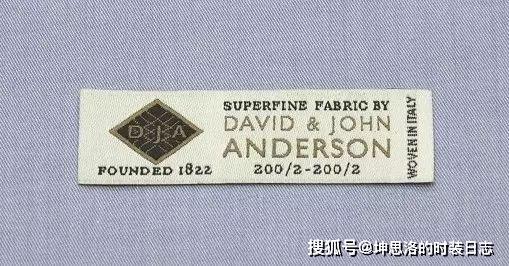 D J A
FOUNDED 1822
SUPERFINE FABRIC BY
DAVID & JOHN
ANDERSON
200/2-200/2
WOVEN IN ITALY
搜狐号@坤思洛的时装日志